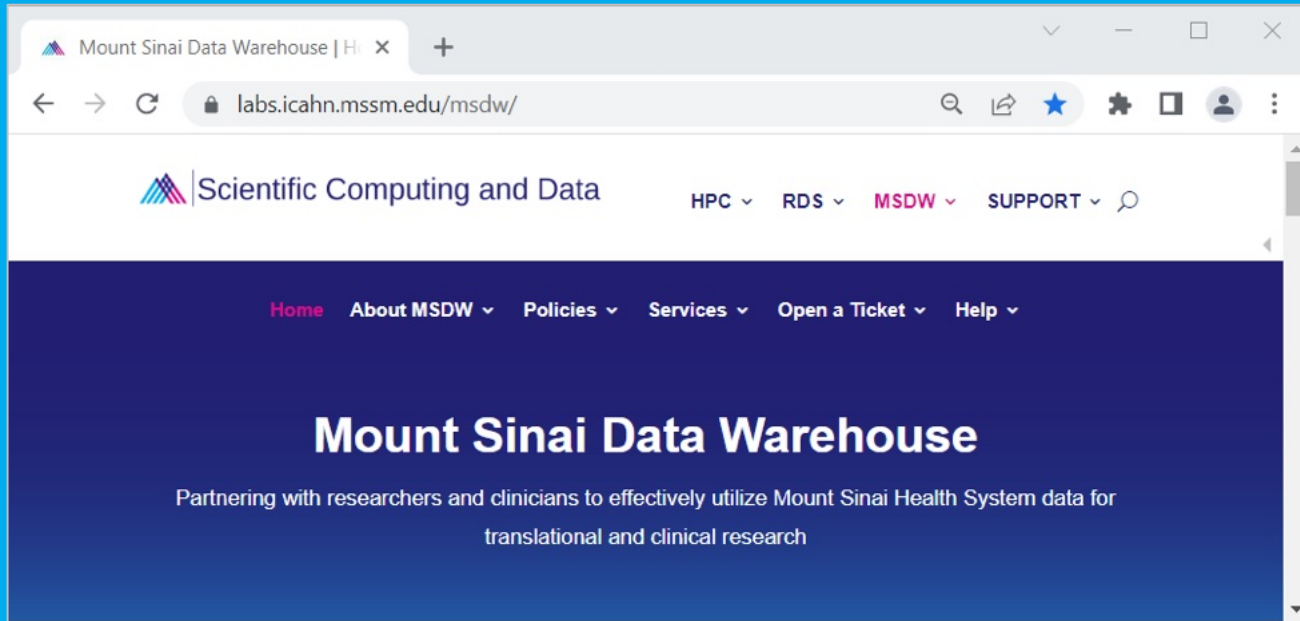 Mount Sinai Data Warehouse | H
labs.icahn.mssm.edu/msdw/
Scientific Computing and Data
HPC RDS MSDW SUPPORT
Home About MSDW Policies Services Open a Ticket Help
Mount Sinai Data Warehouse
Partnering with researchers and clinicians to effectively utilize Mount Sinai Health System data for
translational and clinical research